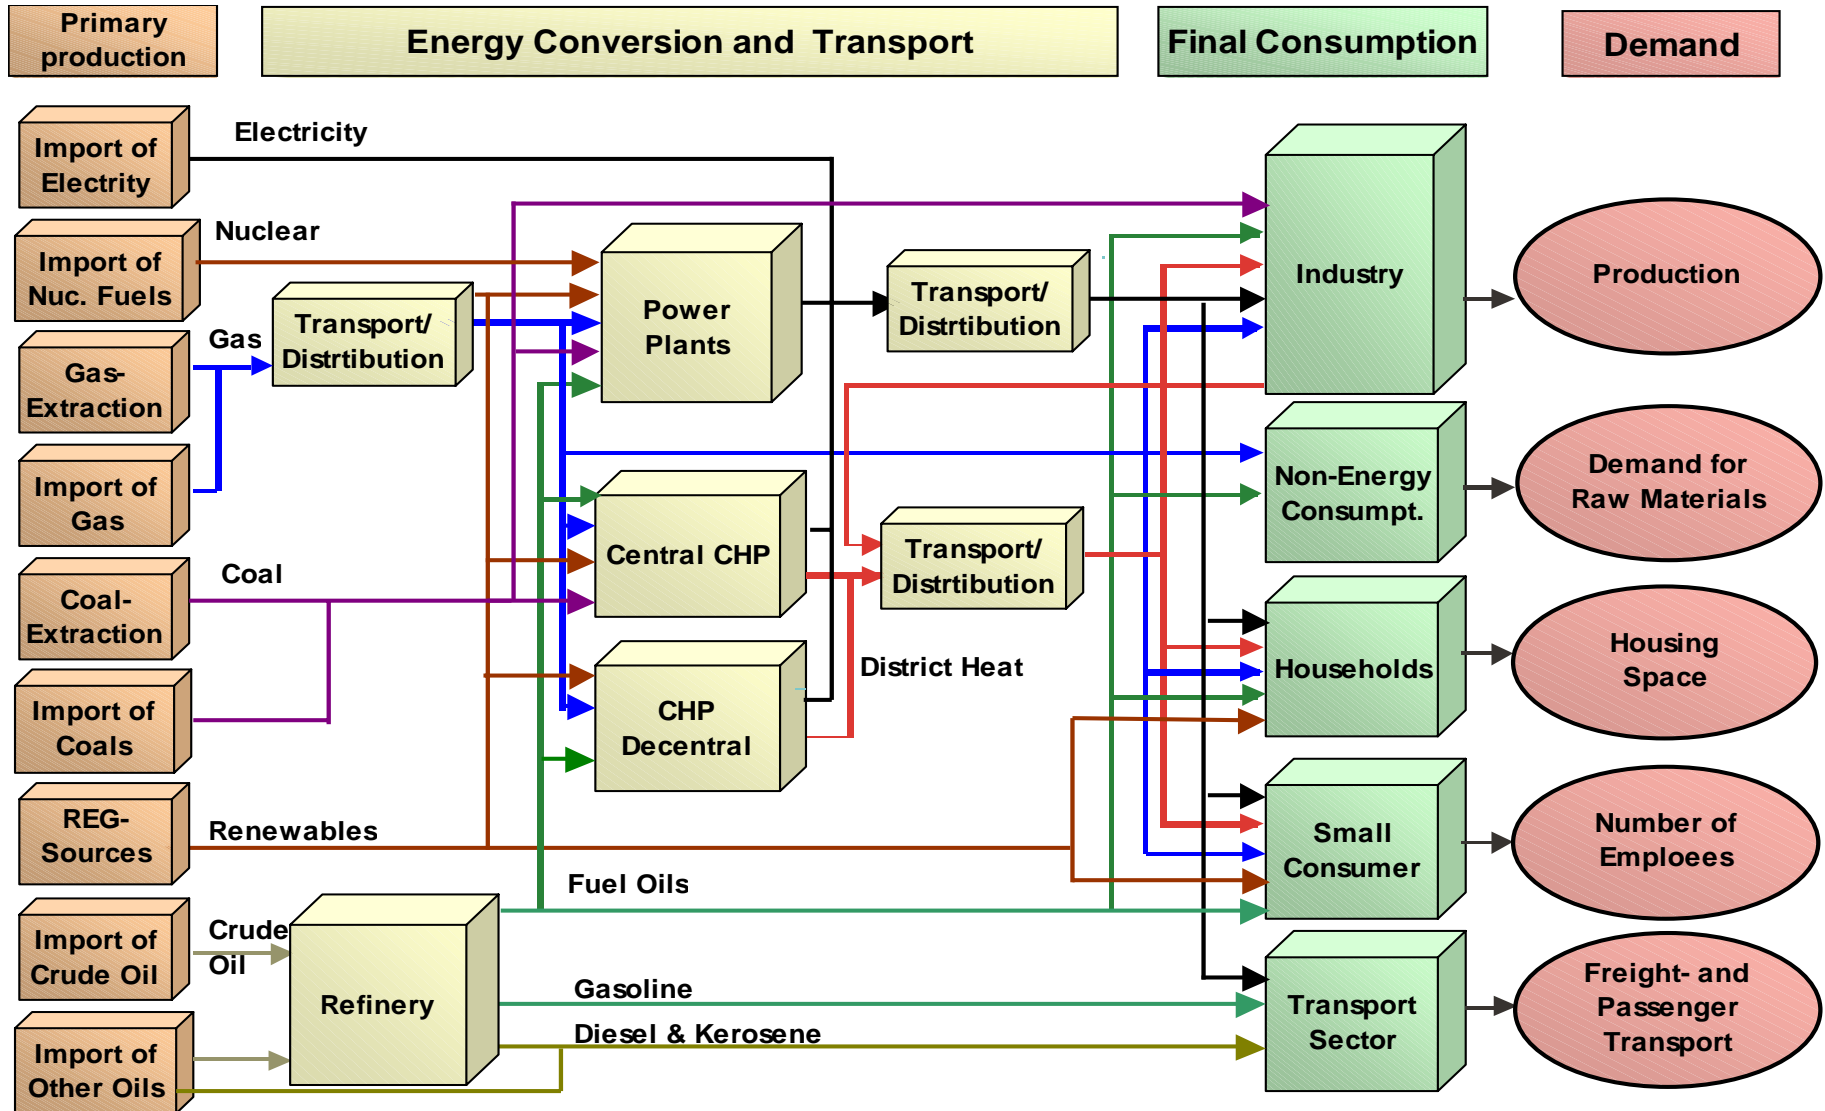 Primary
production
Energy Conversion and Transport
Final Consumption
Demand
Import of
Electrity
Electricity
Import of
Nuc. Fuels
Nuclear
Gas-
Extraction
Gas
Import of
Gas
Coal-
Extraction
Coal
Import of
Coals
REG-
Sources
Renewables
Import of
Crude Oil
Crude
Oil
Import of
Other Oils
Transport/
Distrtibution
Power
Plants
Central CHP
CHP
Decentral
Refinery
Fuel Oils
Gasoline
Diesel & Kerosene
Transport/
Distrtibution
Transport/
Distrtibution
District Heat
Industry
Non-Energy
Consumpt.
Households
Small
Consumer
Transport
Sector
Production
Demand for
Raw Materials
Housing
Space
Number of
Emploees
Freight- and
Passenger
Transport